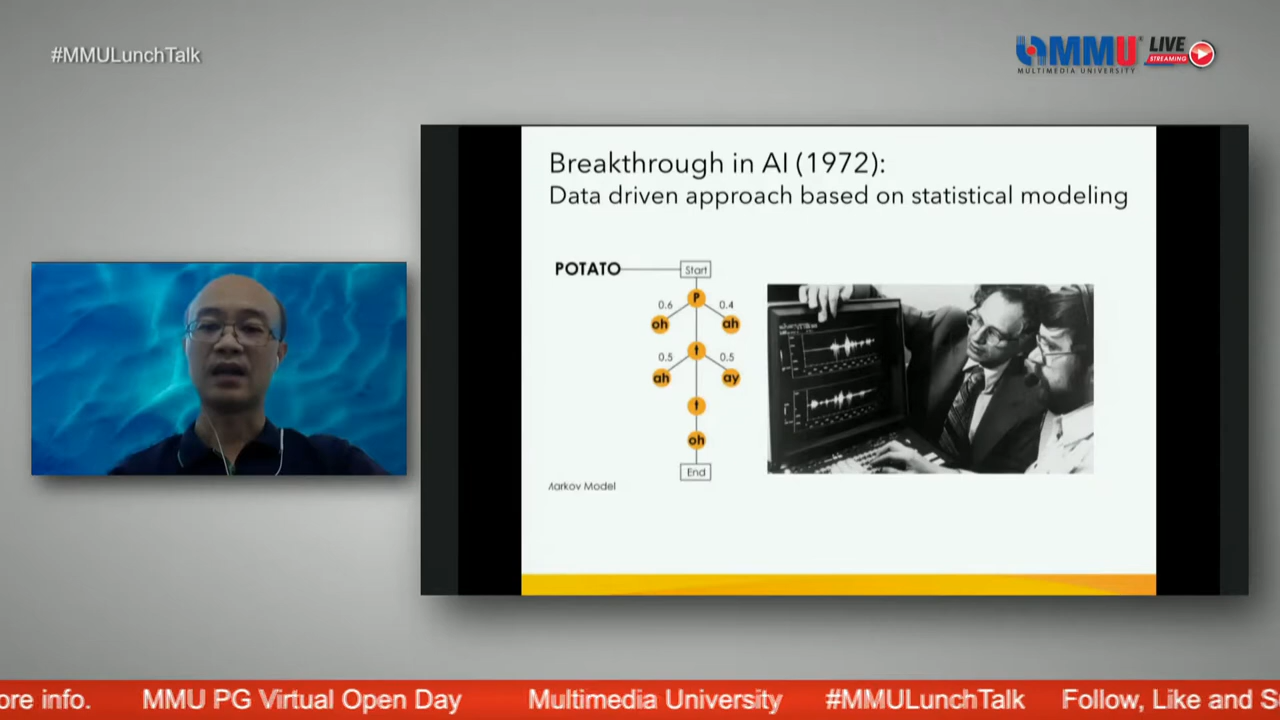 #MMULunchTalk
MMU
LIVE
STREAMING
MULTIMEDIA UNIVERSITY
Breakthrough in AI (1972):
Data driven approach based on statistical modeling
POTATO
Start
P
0.6
0.4
oh
ah
t
0.5
0.5
ah
ay
t
oh
End
Markov Model
ore info. MMU PG Virtual Open Day Multimedia University #MMULunchTalk Follow, Like and S